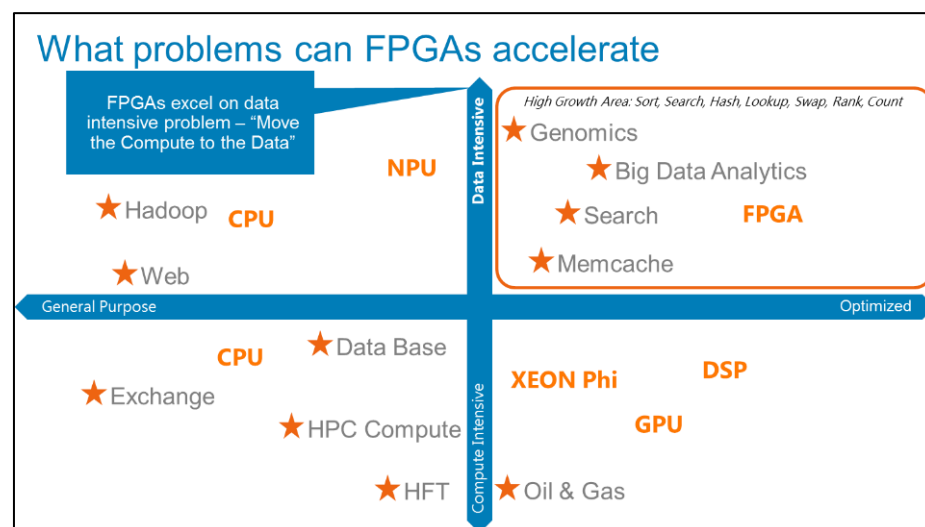 What problems can FPGAs accelerate
FPGAs excel on data
intensive problem – “Move
the Compute to the Data”
Data Intensive
High Growth Area: Sort, Search, Hash, Lookup, Swap, Rank, Count
Genomics
NPU
Big Data Analytics
Hadoop
CPU
Search
FPGA
Web
Memcache
General Purpose
Optimized
CPU
Data Base
XEON Phi
DSP
Exchange
HPC Compute
Compute Intensive
GPU
HFT
Oil & Gas